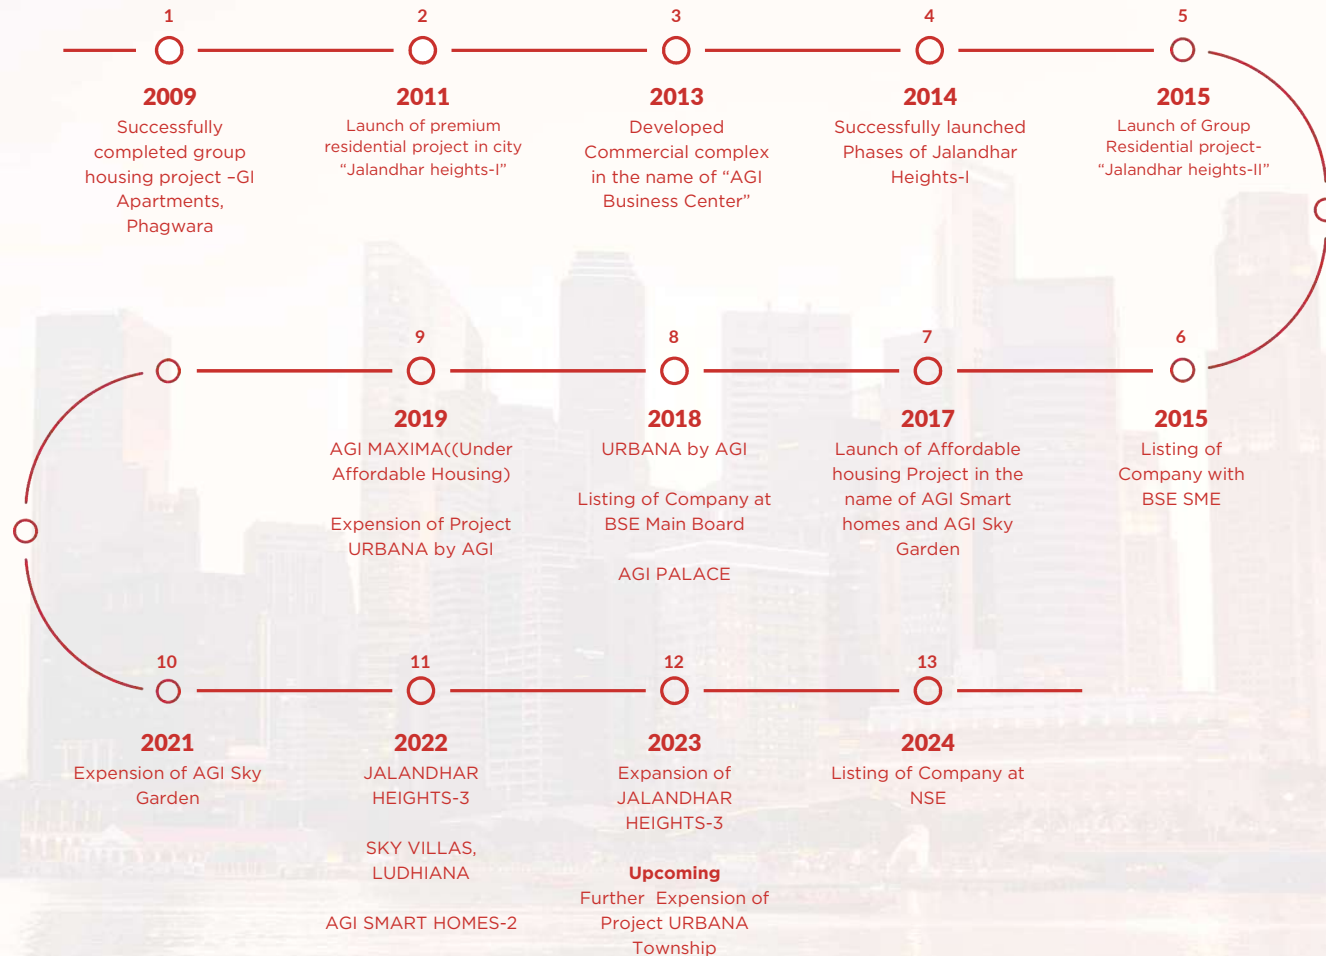 1
2009
Successfully
completed group
housing project –GI
Apartments,
Phagwara
2
2011
Launch of premium
residential project in city
“Jalandhar heights-I”
3
2013
Developed
Commercial complex
in the name of “AGI
Business Center”
4
2014
Successfully launched
Phases of Jalandhar
Heights-I
5
2015
Launch of Group
Residential project-
“Jalandhar heights-II”
6
2015
Listing of
Company with
BSE SME
7
2017
Launch of Affordable
housing Project in the
name of AGI Smart
homes and AGI Sky
Garden
8
2018
URBANA by AGI
Listing of Company at
BSE Main Board
AGI PALACE
9
2019
AGI MAXIMA((Under
Affordable Housing)
Expension of Project
URBANA by AGI
10
2021
Expension of AGI Sky
Garden
11
2022
JALANDHAR
HEIGHTS-3
SKY VILLAS,
LUDHIANA
AGI SMART HOMES-2
12
2023
Expansion of
JALANDHAR
HEIGHTS-3
Upcoming
Further  Expension of
Project URBANA
Township
13
2024
Listing of Company at
NSE